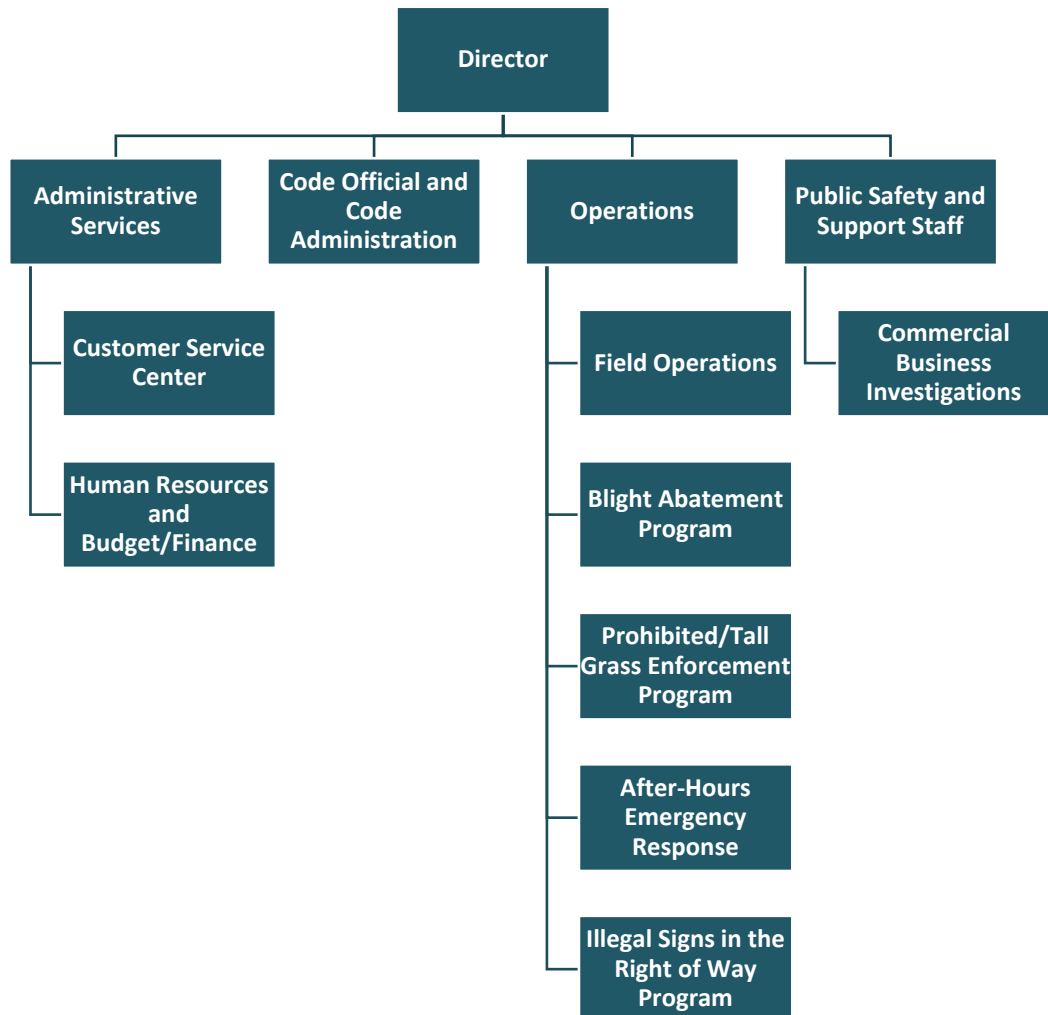 Director
Administrative
Services
Code Official and
Code
Administration
Operations
Public Safety and
Support Staff
Customer Service
Center
Field Operations
Commercial
Business
Investigations
Human Resources
and
Budget/Finance
Blight Abatement
Program
Prohibited/Tall
Grass Enforcement
Program
After-Hours
Emergency
Response
Illegal Signs in the
Right of Way
Program